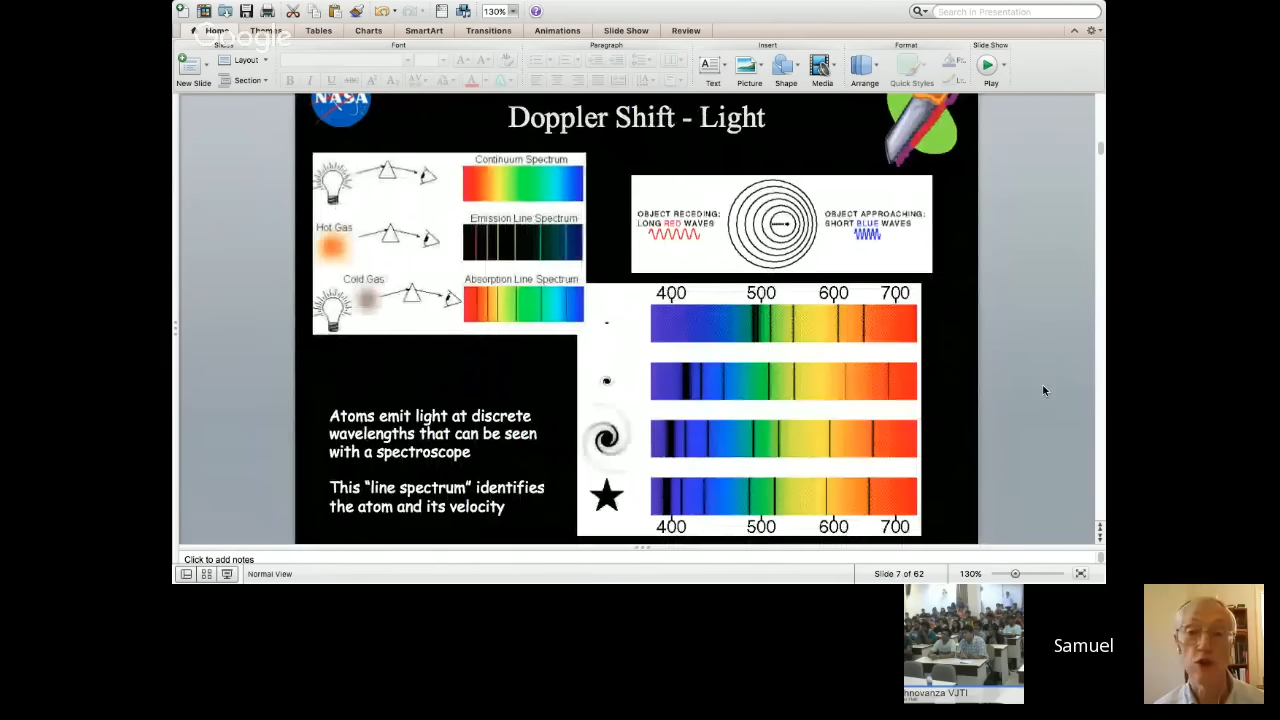 130%
Search in Presentation
Google
Home
Themes
Tables
Charts
SmartArt
Transitions
Animations
Slide Show
Review
Slides
Font
Paragraph
Insert
Format
Slide Show
New Slide
Layout
Section
Text
Picture
Shape
Media
Arrange
Quick Styles
Play
NASA
Doppler Shift - Light
Continuum Spectrum
Hot Gas
Emission Line Spectrum
Cold Gas
Absorption Line Spectrum
OBJECT RECEDING:
LONG RED WAVES
OBJECT APPROACHING:
SHORT BLUE WAVES
400 500 600 700
400 500 600 700
Atoms emit light at discrete
wavelengths that can be seen
with a spectroscope
This “line spectrum” identifies
the atom and its velocity
Click to add notes
Normal View
Slide 7 of 62
130%
hnovanza VJTI
Samuel